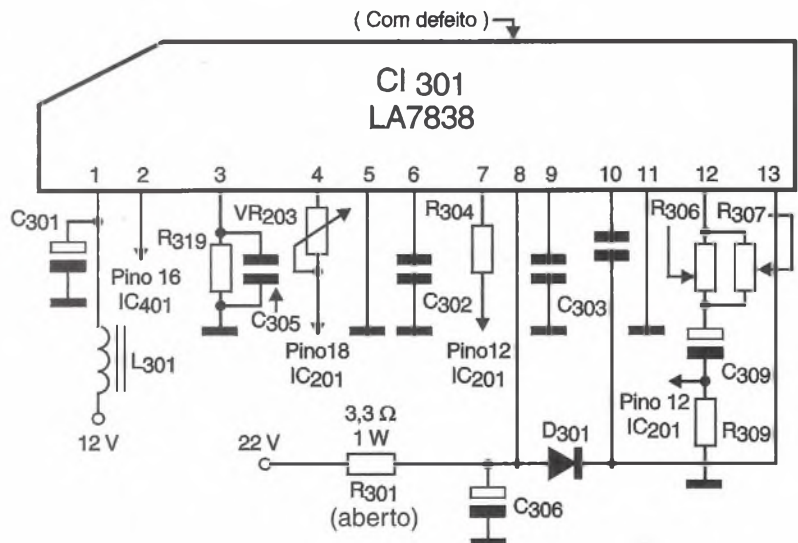 ( Com defeito )
CI 301
LA7838
1 2 3 4 5 6 7 8 9 10 11 12 13
C301
Pino 16
IC401
L301
12 V
R319
C305
VR203
Pino18
IC201
C302
R304
Pino12
IC201
C303
R306
R307
C309
Pino 12
IC201
R309
22 V
3,3 Ω
1 W
R301
(aberto)
D301
C306